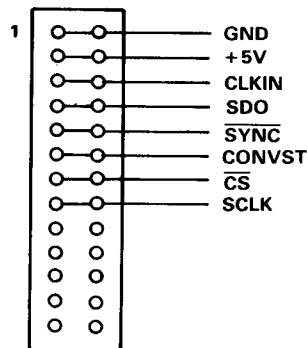 1 GND
+5V
CLKIN
SDO
SYNC
CONVST
CS
SCLK